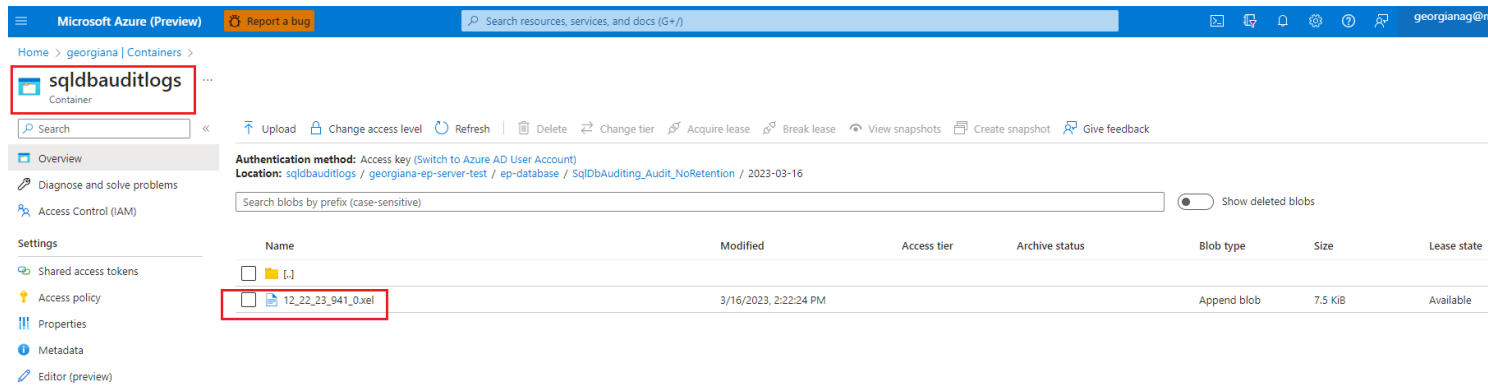 Microsoft Azure (Preview) Report a bug Search resources, services, and docs (G+/) georgianag@m
Home > georgiana | Containers >
sqldbauditlogs ...
Container
Search «
Overview
Diagnose and solve problems
Access Control (IAM)
Settings
Shared access tokens
Access policy
Properties
Metadata
Editor (preview)
Upload Change access level Refresh Delete Change tier Acquire lease Break lease View snapshots Create snapshot Give feedback
Authentication method: Access key (Switch to Azure AD User Account)
Location: sqldbauditlogs / georgiana-ep-server-test / ep-database / SqlDbAuditing_Audit_NoRetention / 2023-03-16
Search blobs by prefix (case-sensitive) Show deleted blobs
Name Modified Access tier Archive status Blob type Size Lease state
[..]
12_22_23_941_0.xel 3/16/2023, 2:22:24 PM Append blob 7.5 KiB Available